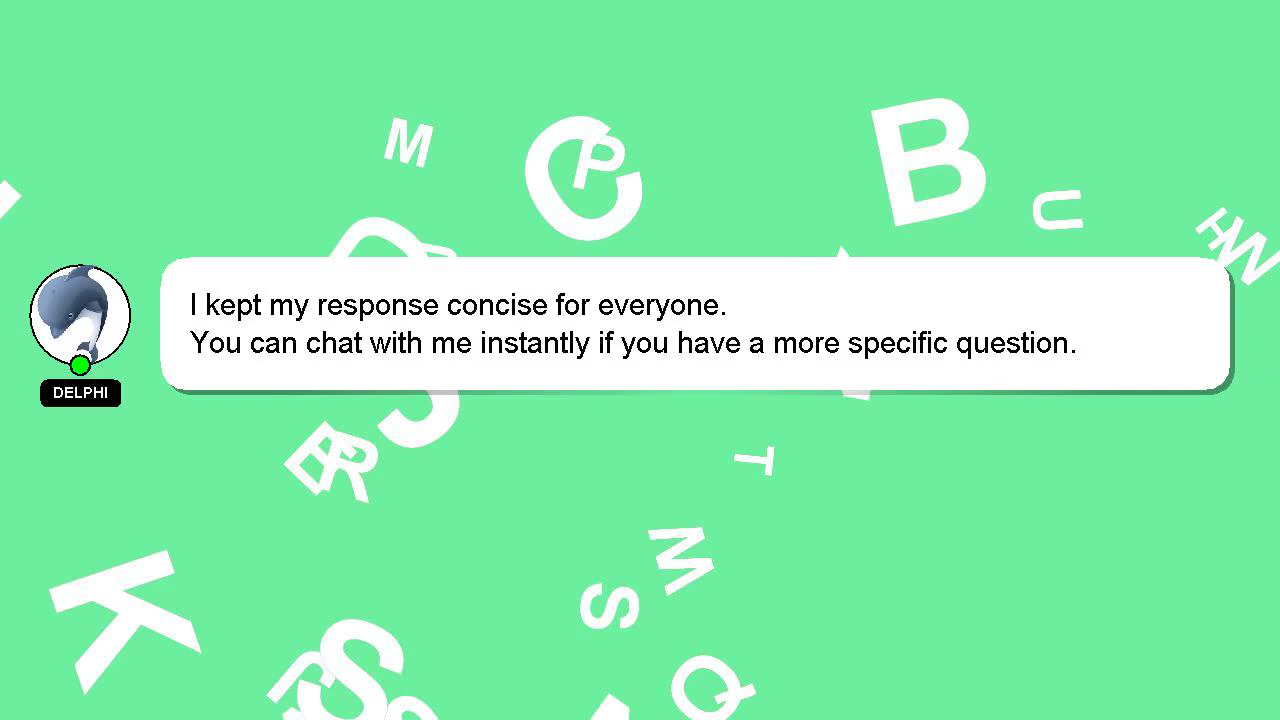 M
C
P
B
U
H
W
D
I kept my response concise for everyone.
You can chat with me instantly if you have a more specific question.
DELPHI
R
T
K
M
S
S
Q